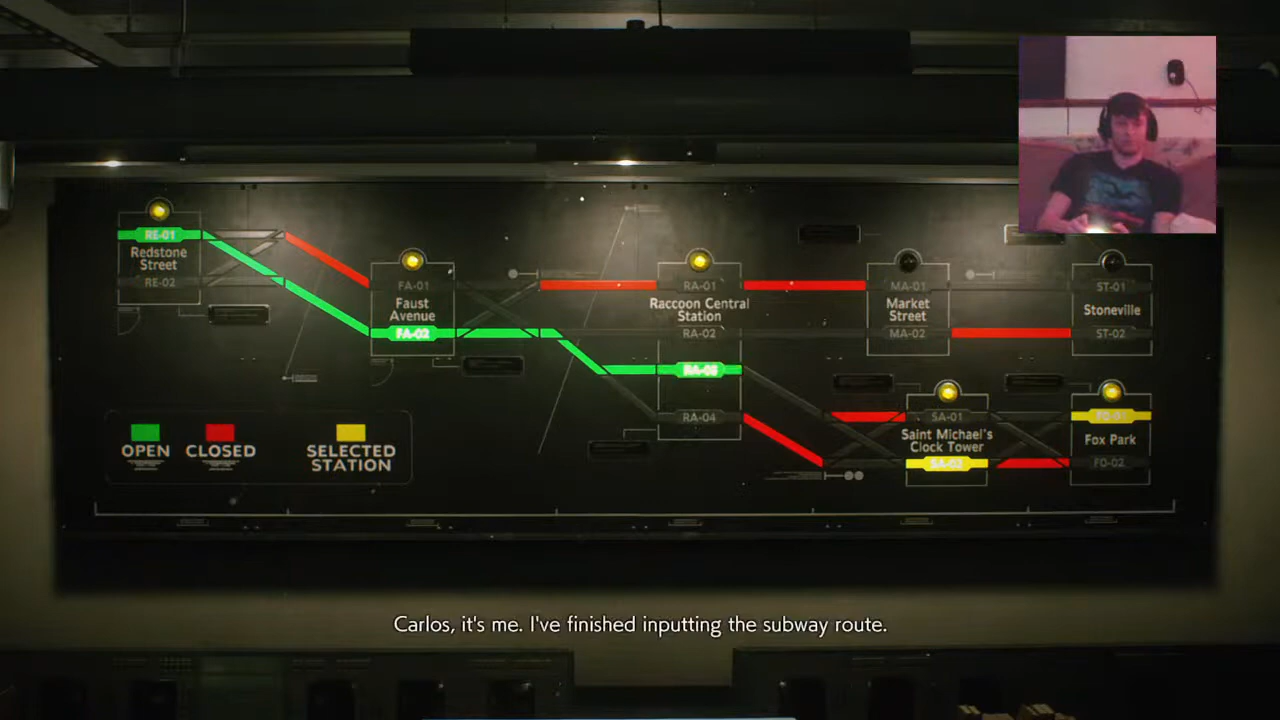 RE-01
Redstone
Street
RE-02
FA-01
Faust
Avenue
FA-02
RA-01
Raccoon Central
Station
RA-02
RA-03
RA-04
MA-01
Market
Street
MA-02
ST-01
Stoneville
ST-02
SA-01
Saint Michael's
Clock Tower
SA-02
FO-01
Fox Park
FO-02
OPEN
CLOSED
SELECTED
STATION
Carlos, it's me. I've finished inputting the subway route.